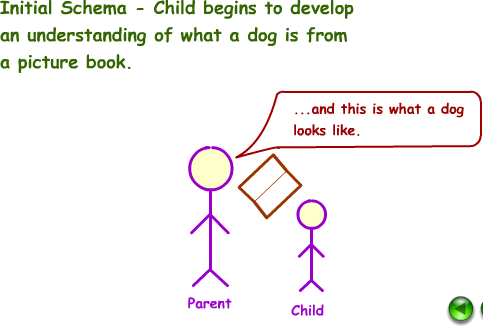 Initial Schema - Child begins to develop
an understanding of what a dog is from
a picture book.
...and this is what a dog
looks like.
Parent
Child